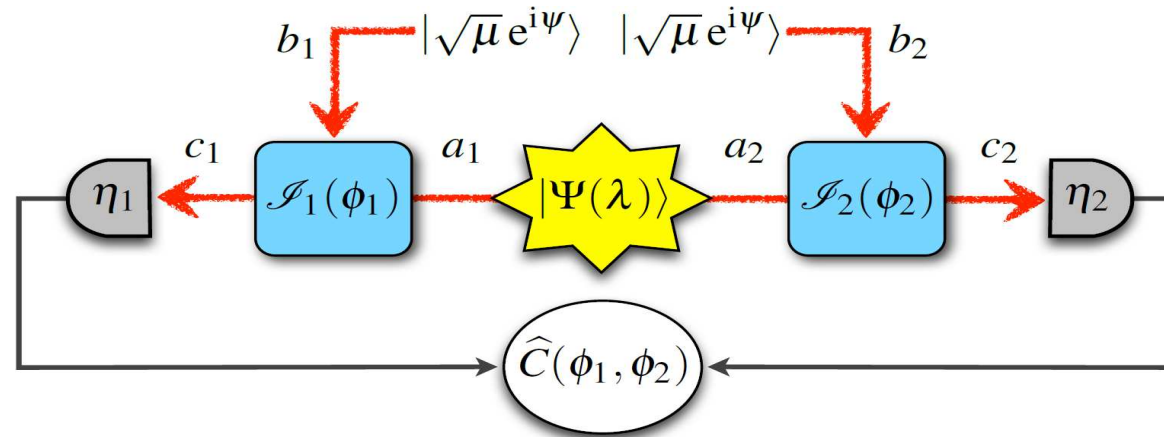 |√μ e^{iψ}⟩ |√μ e^{iψ}⟩
b₁ b₂
c₁ a₁ a₂ c₂
η₁ 𝓘₁(ϕ₁) |Ψ(λ)⟩ 𝓘₂(ϕ₂) η₂
Ĉ(ϕ₁, ϕ₂)